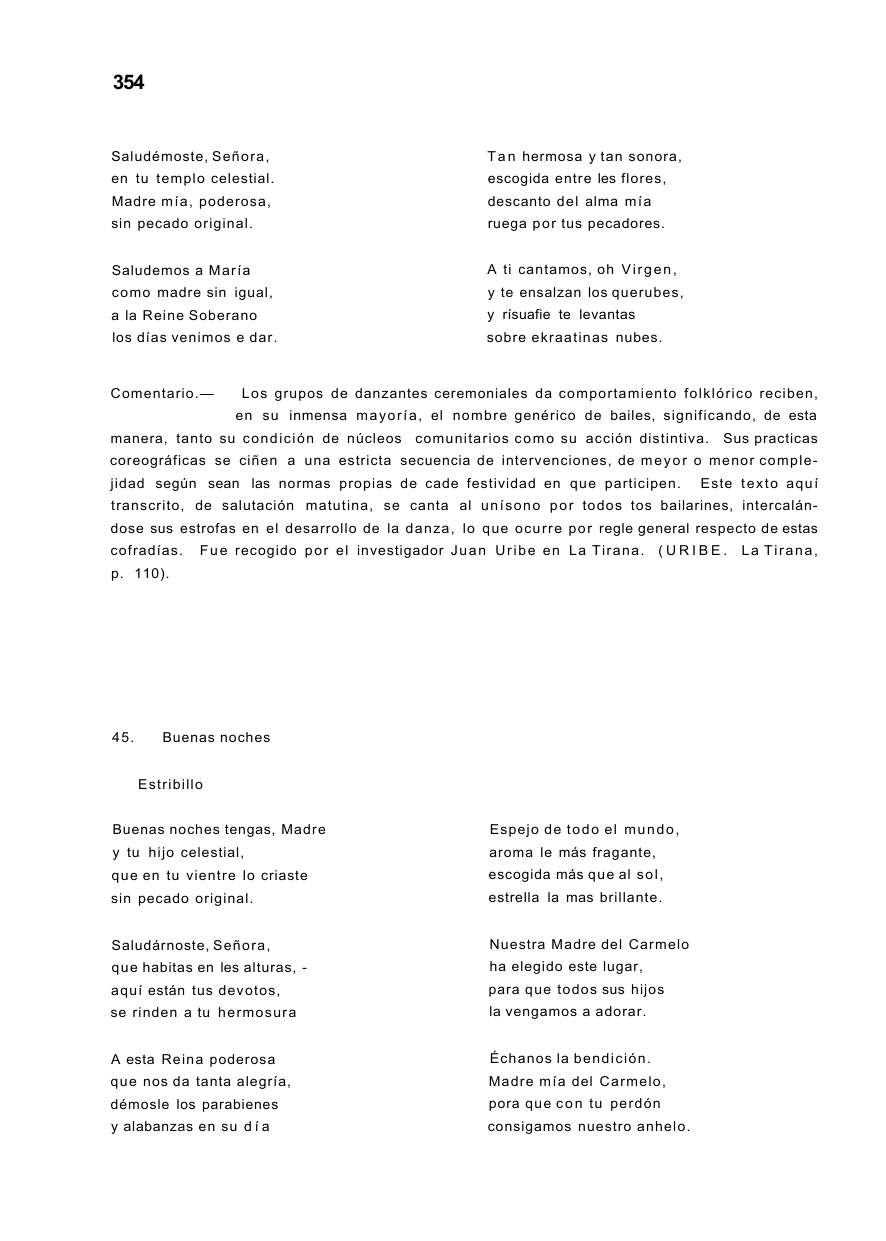 354
Saludémoste, Señora,
en tu templo celestial.
Madre mía, poderosa,
sin pecado original.
Saludemos a María
como madre sin igual,
a la Reine Soberano
los días venimos e dar.
Tan hermosa y tan sonora,
escogida entre les flores,
descanto del alma mía
ruega por tus pecadores.
A ti cantamos, oh Virgen,
y te ensalzan los querubes,
y rísuafie te levantas
sobre ekraatinas nubes.
Comentario.— Los grupos de danzantes ceremoniales da comportamiento folklórico reciben,
en su inmensa mayoría, el nombre genérico de bailes, significando, de esta
manera, tanto su condición de núcleos comunitarios como su acción distintiva. Sus practicas
coreográficas se ciñen a una estricta secuencia de intervenciones, de meyor o menor comple-
jidad según sean las normas propias de cade festividad en que participen. Este texto aquí
transcrito, de salutación matutina, se canta al unísono por todos tos bailarines, intercalán-
dose sus estrofas en el desarrollo de la danza, lo que ocurre por regle general respecto de estas
cofradías. Fue recogido por el investigador Juan Uribe en La Tirana. (URIBE. La Tirana,
p. 110).
45. Buenas noches
Estribillo
Buenas noches tengas, Madre
y tu hijo celestial,
que en tu vientre lo criaste
sin pecado original.
Saludárnoste, Señora,
que habitas en les alturas, -
aquí están tus devotos,
se rinden a tu hermosura
A esta Reina poderosa
que nos da tanta alegría,
démosle los parabienes
y alabanzas en su día
Espejo de todo el mundo,
aroma le más fragante,
escogida más que al sol,
estrella la mas brillante.
Nuestra Madre del Carmelo
ha elegido este lugar,
para que todos sus hijos
la vengamos a adorar.
Échanos la bendición.
Madre mía del Carmelo,
pora que con tu perdón
consigamos nuestro anhelo.